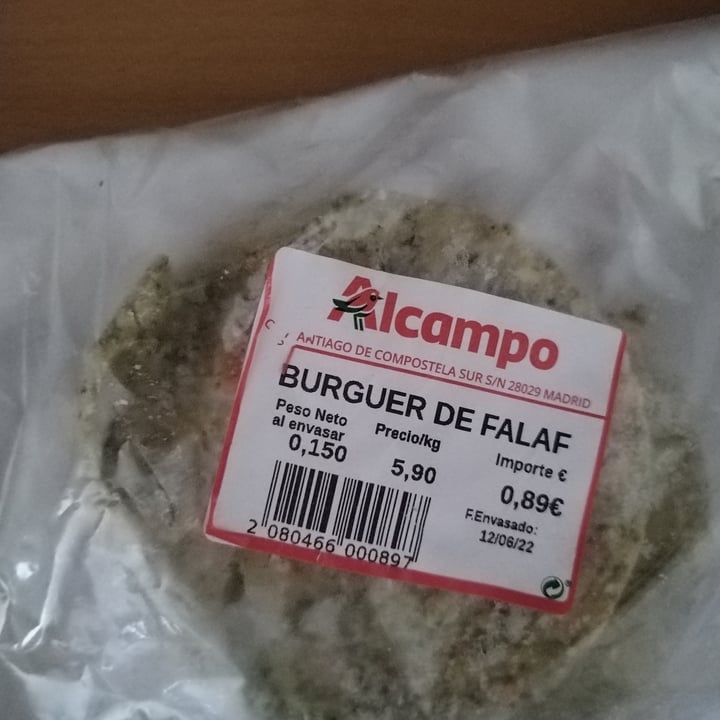 Alcampo
ANTIAGO DE COMPOSTELA SUR S/N 28029 MADRID
BURGUER DE FALAF
Peso Neto al envasar Precio/kg Importe €
0,150 5,90 0,89€
F.Envasado:
12/06/22
2 080466 000897